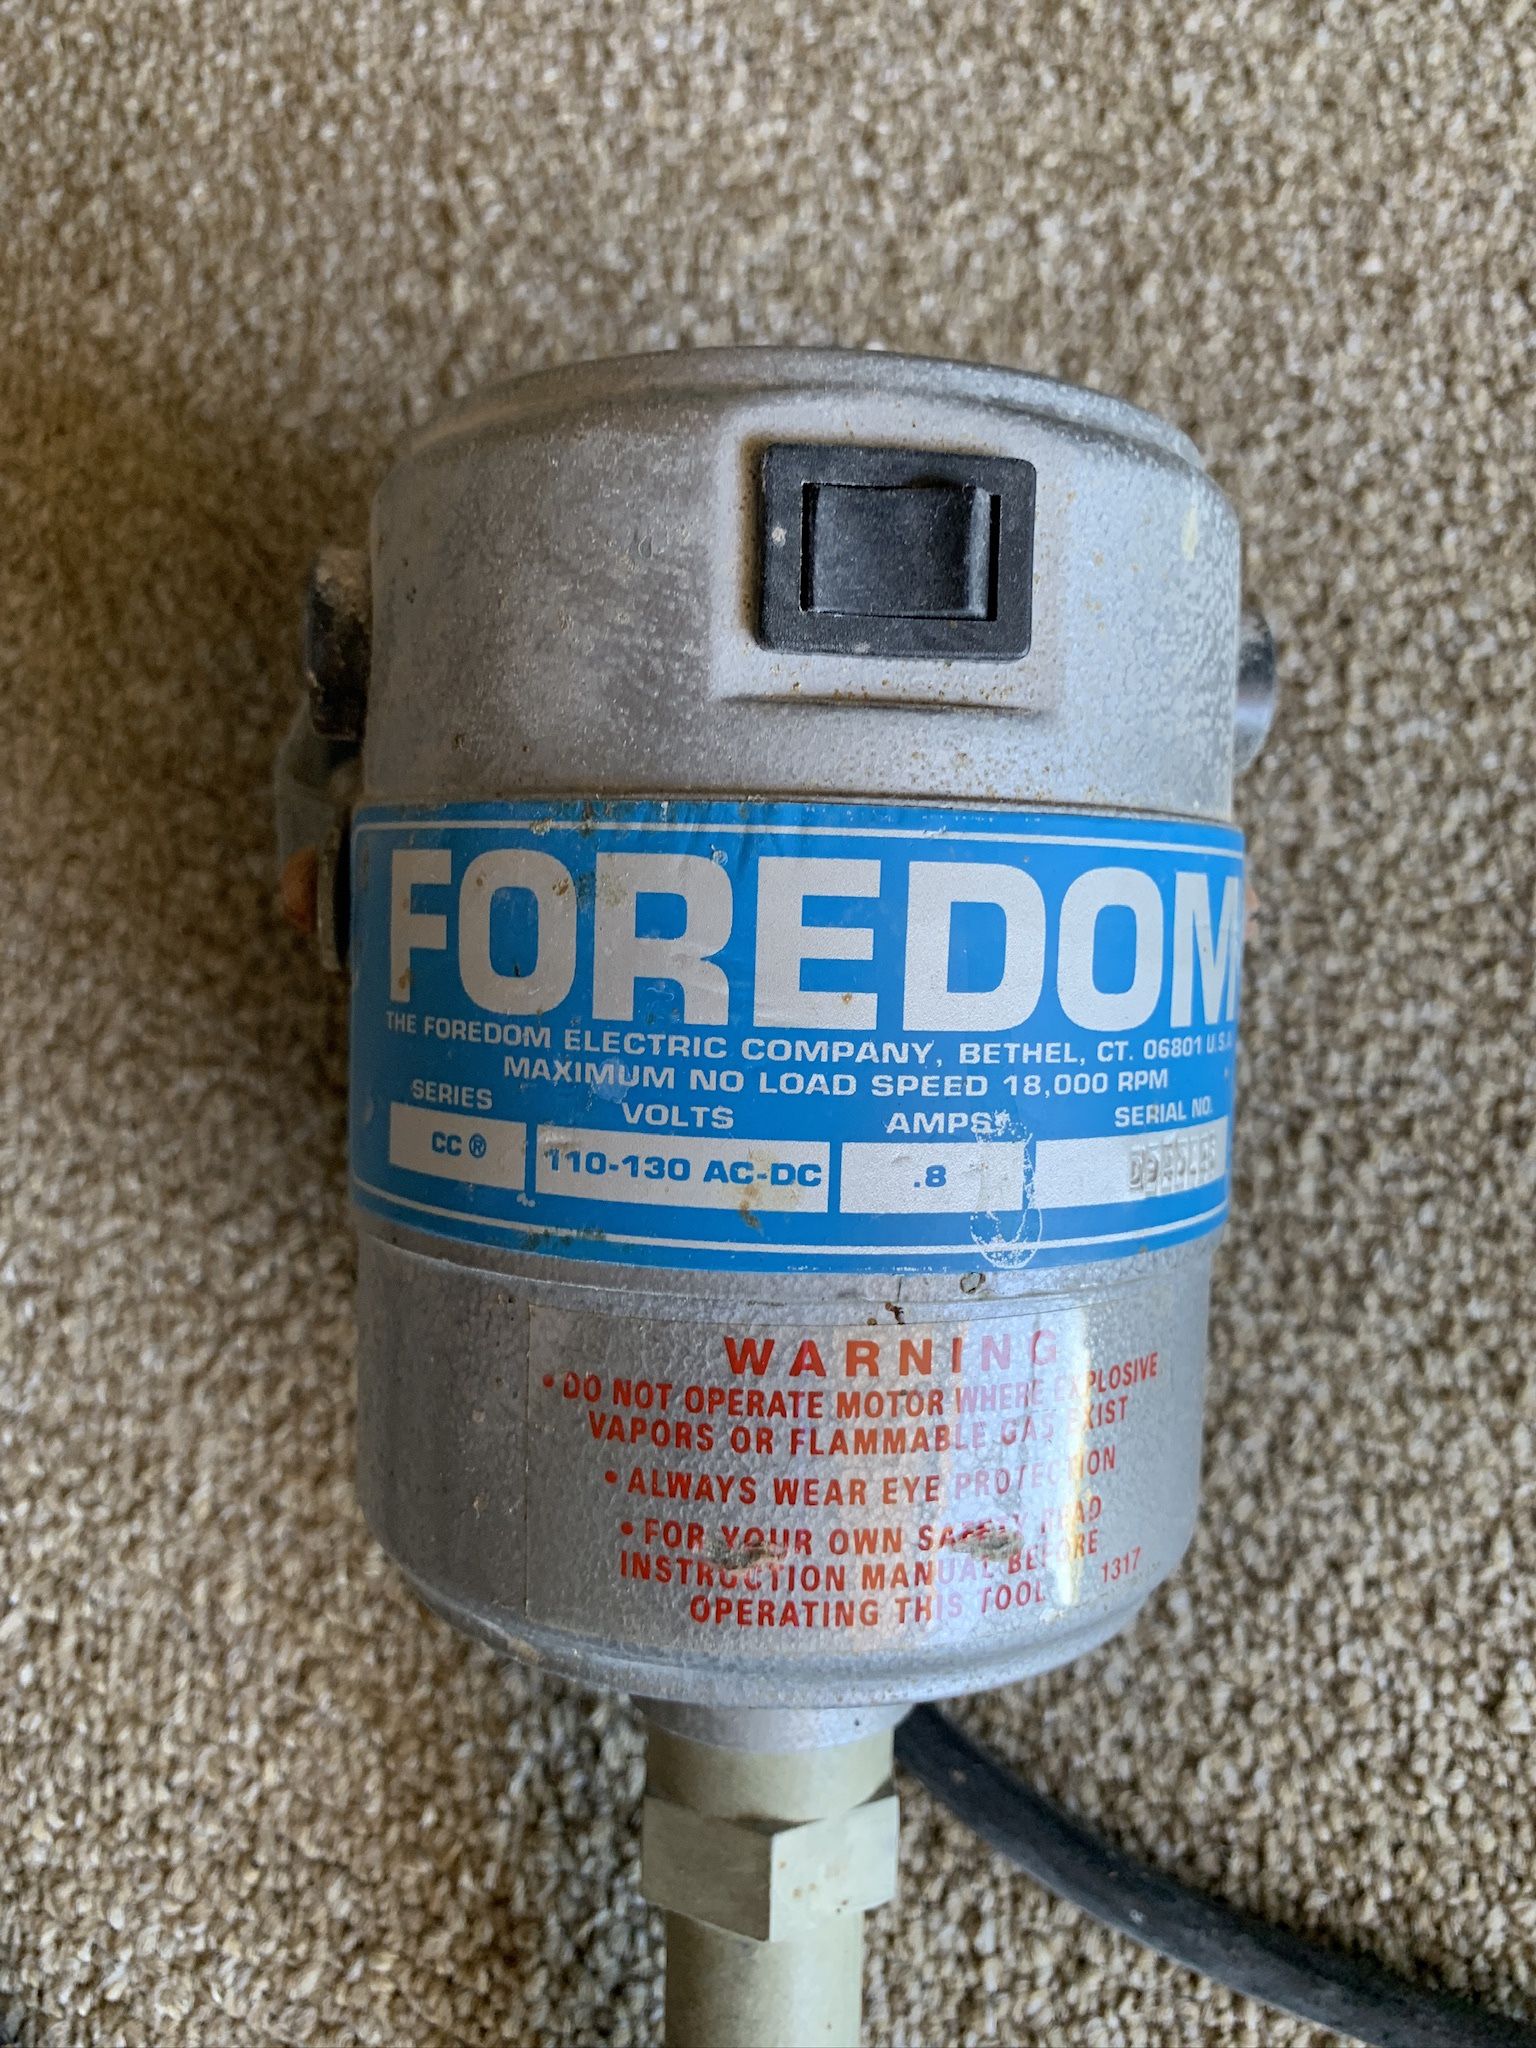 FOREDOM
THE FOREDOM ELECTRIC COMPANY, BETHEL, CT. 06801 U.S.A.
MAXIMUM NO LOAD SPEED 18,000 RPM
SERIES VOLTS AMPS SERIAL NO.
CC® 110-130 AC-DC .8
WARNING
• DO NOT OPERATE MOTOR WHERE EXPLOSIVE
VAPORS OR FLAMMABLE GAS EXIST
• ALWAYS WEAR EYE PROTECTION
• FOR YOUR OWN SAFETY READ
INSTRUCTION MANUAL BEFORE
OPERATING THIS TOOL 1317